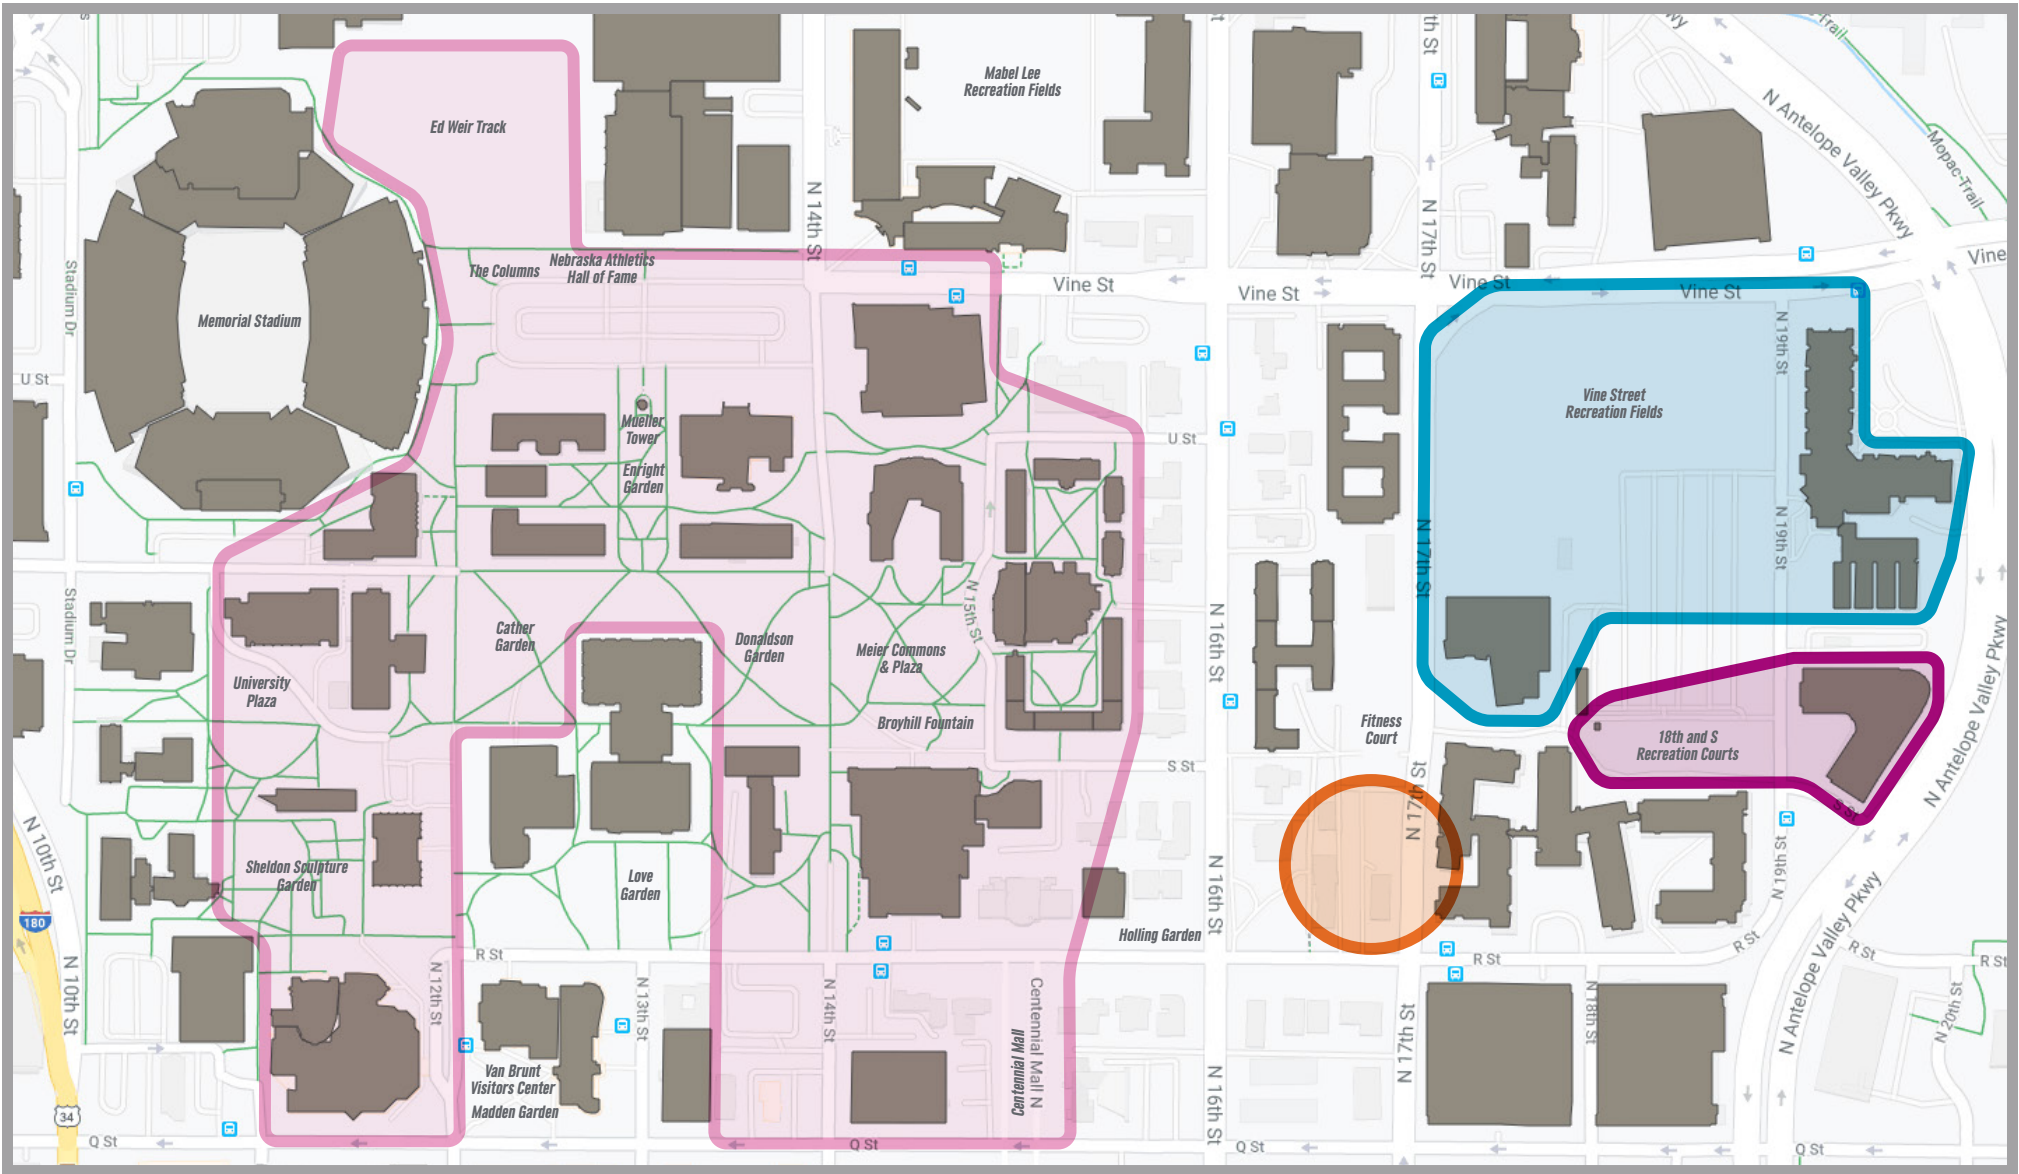 Mabel Lee
Recreation Fields
Ed Weir Track
N 14th St
N 17th St
N Antelope Valley Pkwy
Mopac-Trail
Trail
The Columns
Nebraska Athletics
Hall of Fame
Vine St
Vine St
Vine St
Vine St
Vine
Stadium Dr
Memorial Stadium
U St
N 19th St
Vine Street
Recreation Fields
Mueller
Tower
Enright
Garden
U St
N 17th St
N 19th St
Stadium Dr
Cather
Garden
Donaldson
Garden
N 15th St
Meier Commons
& Plaza
N 16th St
University
Plaza
Broyhill Fountain
Fitness
Court
18th and S
Recreation Courts
N Antelope Valley Pkwy
S St
N 17th St
S St
N 10th St
Sheldon Sculpture
Garden
Love
Garden
N 16th St
N 19th St
180
Holling Garden
R St
R St
R St
R St
R St
N Antelope Valley Pkwy
N 10th St
N 12th St
N 13th St
N 14th St
Centennial Mall N
Centennial Mall
N 17th St
N 18th St
N 20th St
Van Brunt
Visitors Center
Madden Garden
N 16th St
34
Q St
Q St
Q St
Q St